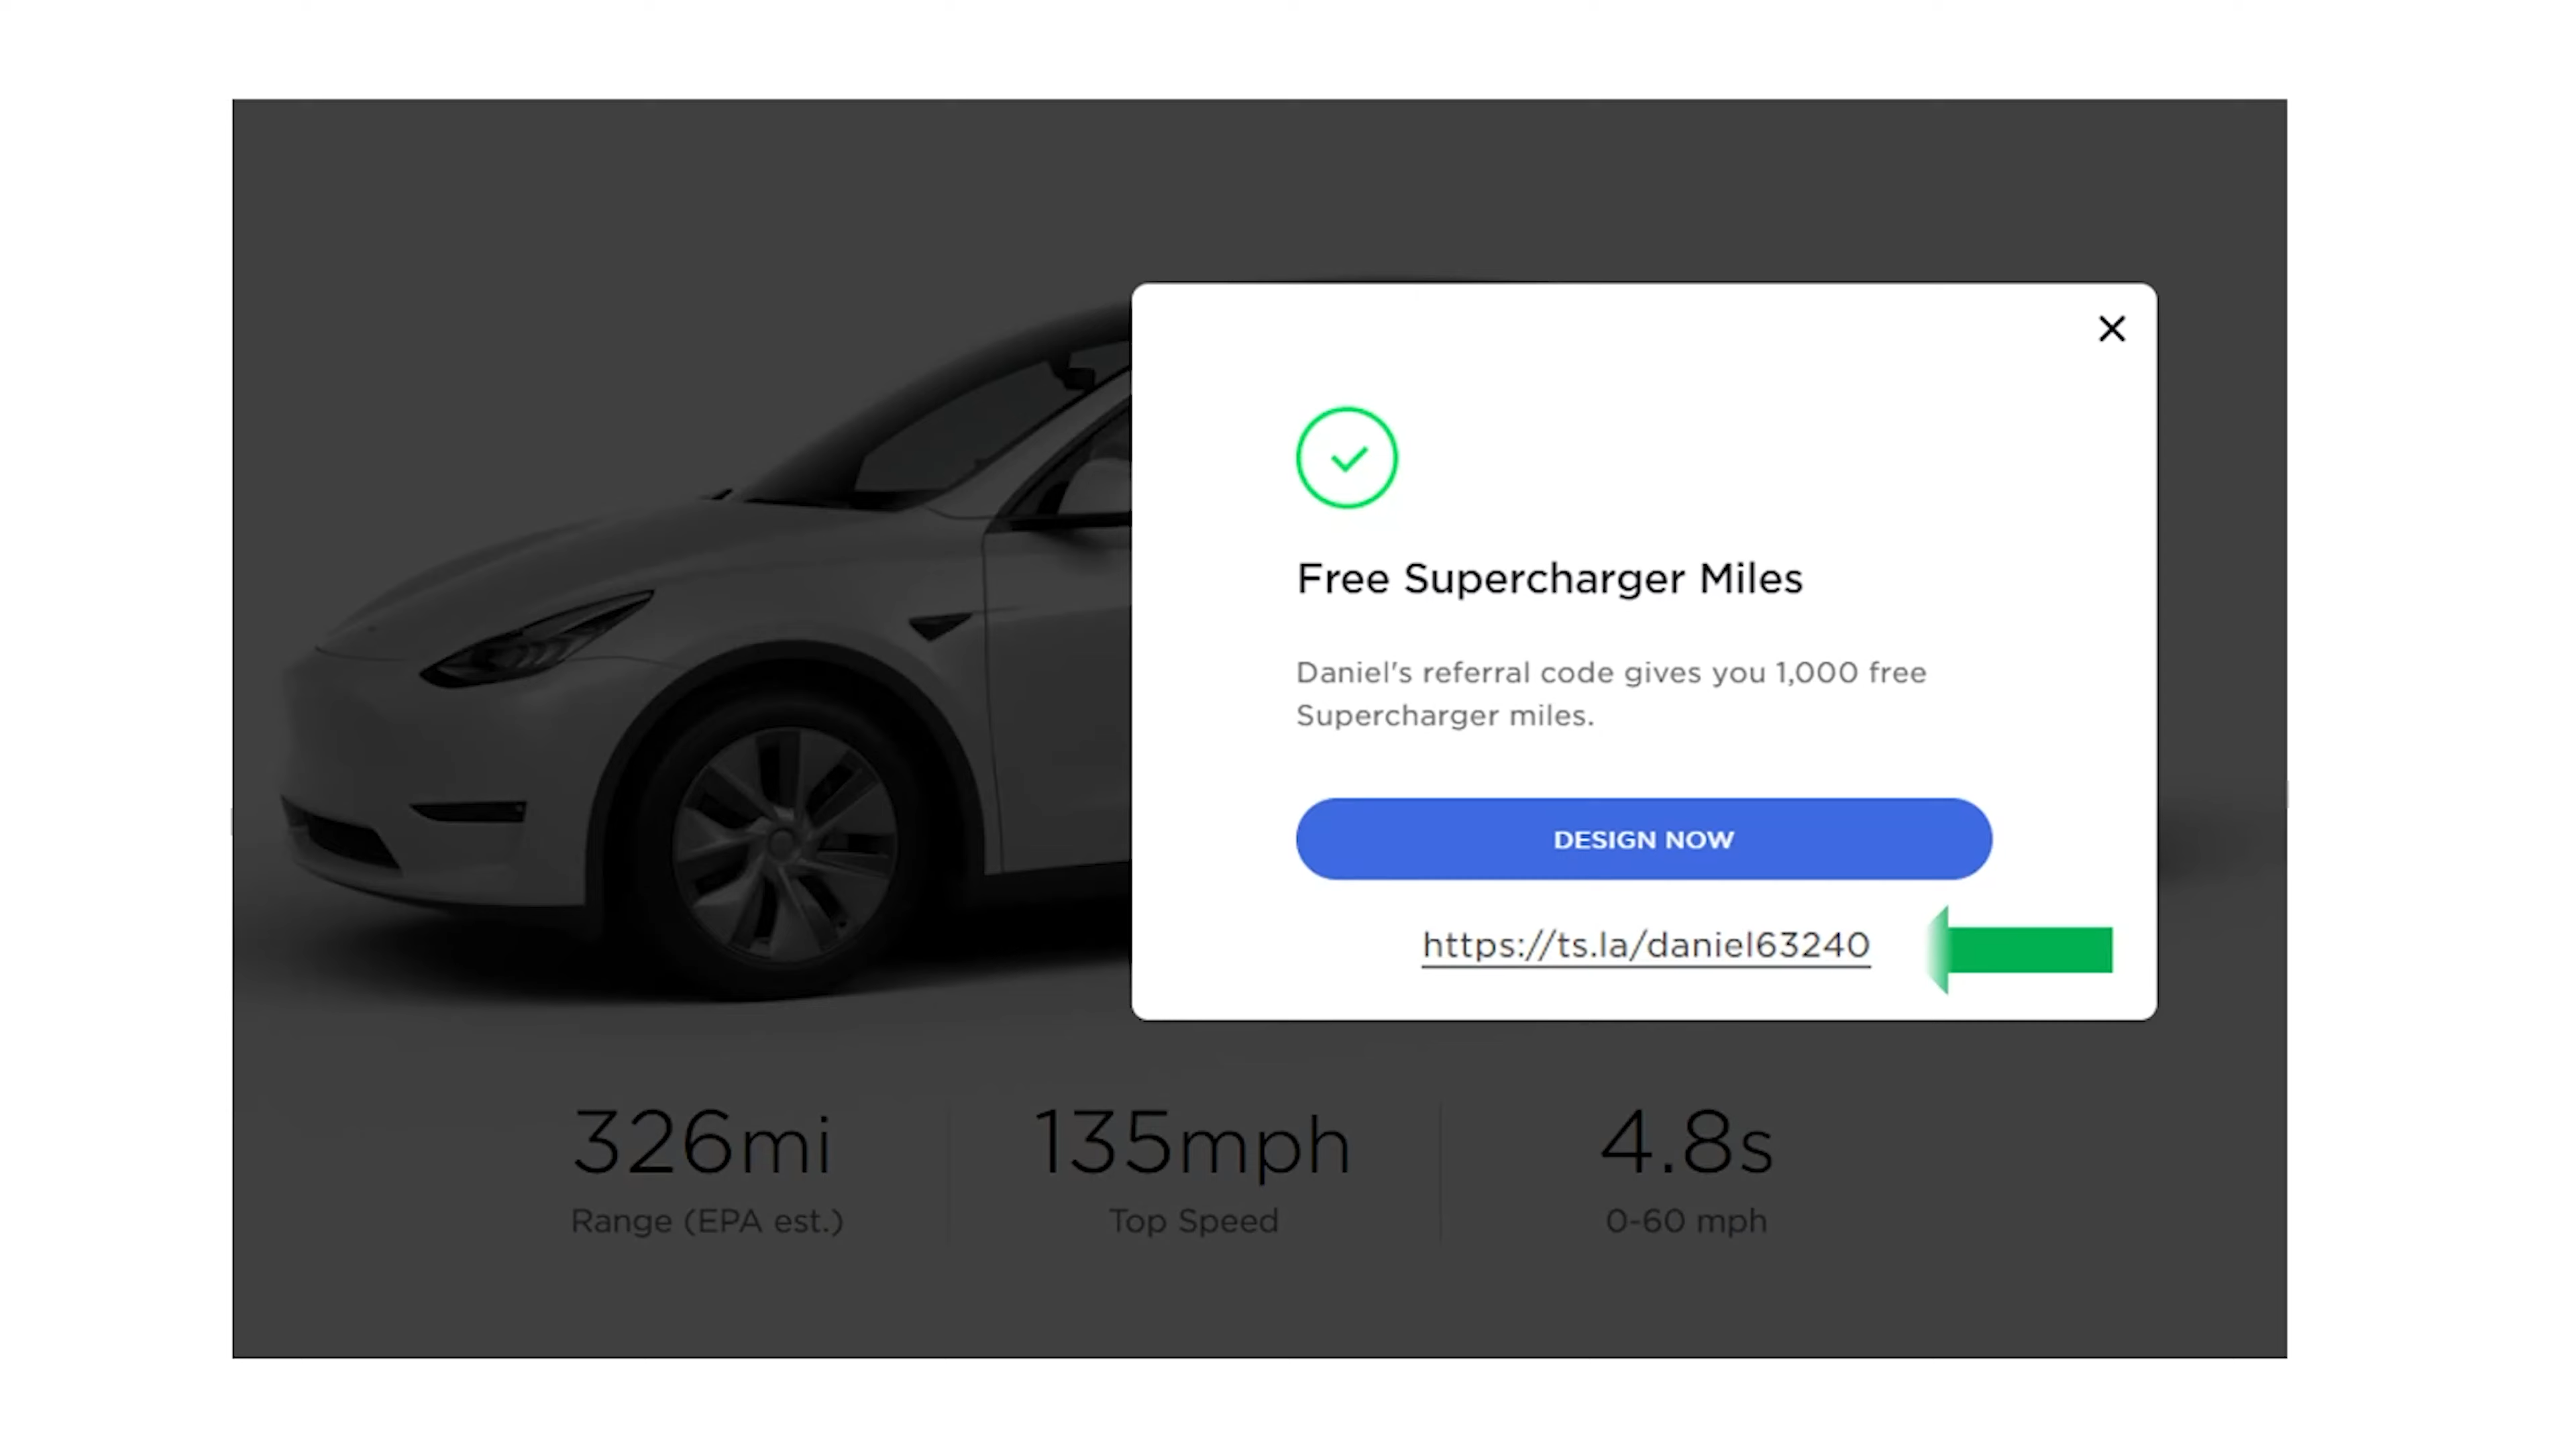 Free Supercharger Miles
Daniel's referral code gives you 1,000 free
Supercharger miles.
DESIGN NOW
https://ts.la/daniel63240
326mi
Range (EPA est.)
135mph
Top Speed
4.8s
0-60 mph